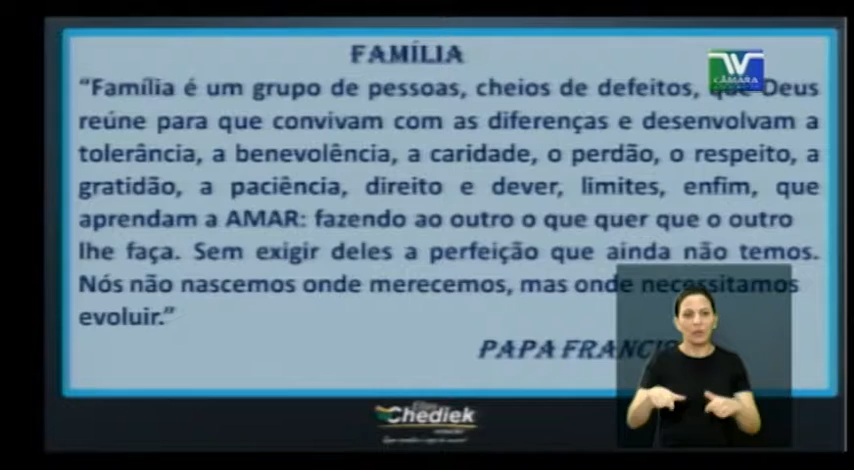 FAMÍLIA
"Família é um grupo de pessoas, cheios de defeitos, que Deus
CÂMARA
reúne para que convivam com as diferenças e desenvolvam a
tolerância, a benevolência, a caridade, o perdão, o respeito, a
gratidão, a paciência, direito e dever, limites, enfim, que
aprendam a AMAR: fazendo ao outro o que quer que o outro
lhe faça. Sem exigir deles a perfeição que ainda não temos.
Nós não nascemos onde merecemos, mas onde necessitamos
evoluir."
PAPA
Chediek